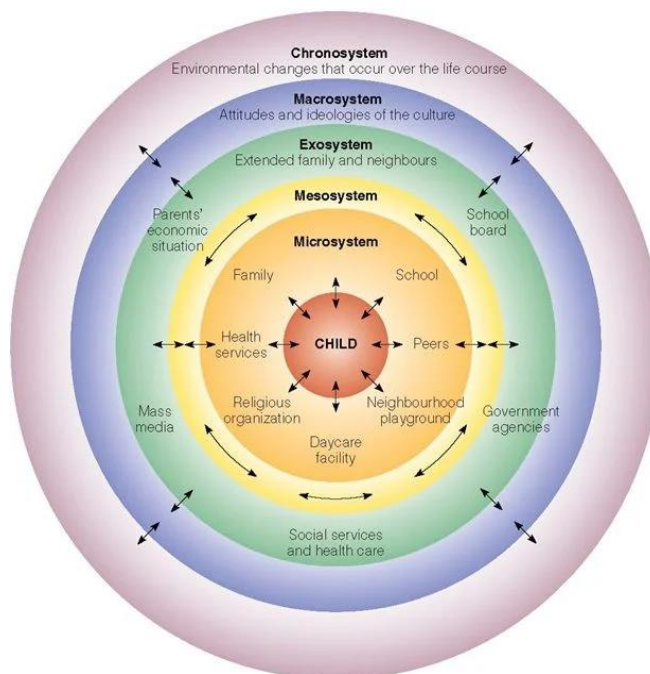 Chronosystem
Environmental changes that occur over the life course
Macrosystem
Attitudes and ideologies of the culture
Exosystem
Extended family and neighbours
Mesosystem
Parents'
economic
situation
School
board
Microsystem
Family
School
Health
services
CHILD
Peers
Religious
organization
Neighbourhood
playground
Mass
media
Government
agencies
Daycare
facility
Social services
and health care